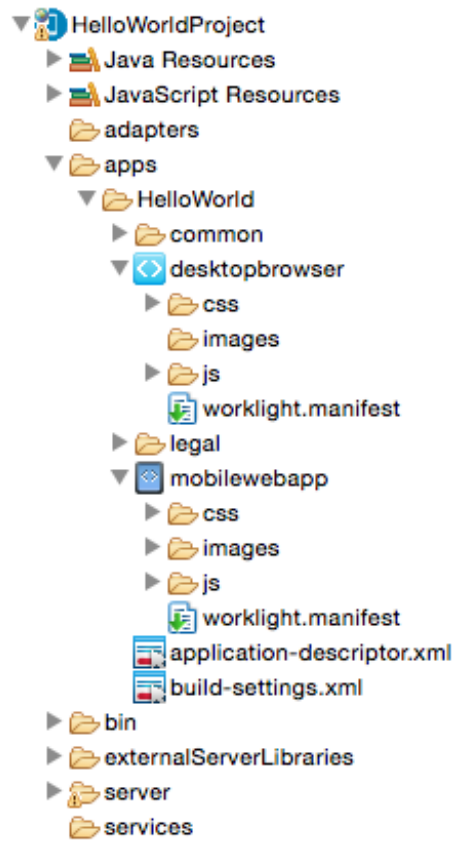 HelloWorldProject
Java Resources
JavaScript Resources
adapters
apps
HelloWorld
common
desktopbrowser
css
images
js
worklight.manifest
legal
mobilewebapp
css
images
js
worklight.manifest
application-descriptor.xml
build-settings.xml
bin
externalServerLibraries
server
services